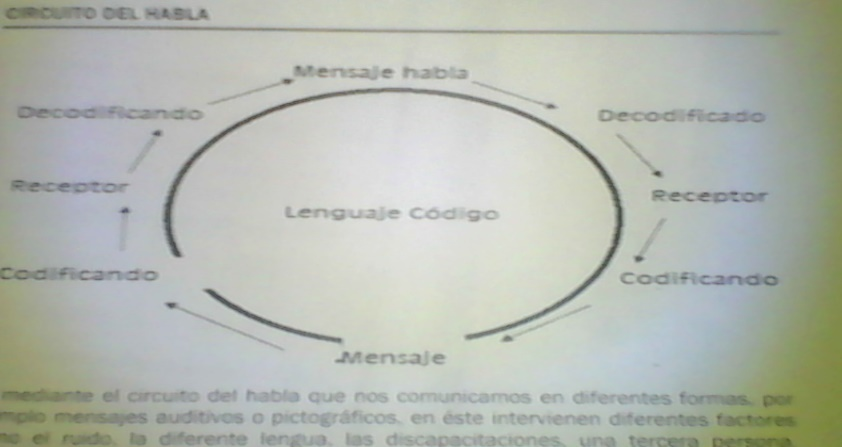 CIRCUITO DEL HABLA
Mensaje habla
Decodificando
Decodificado
Receptor
Receptor
Lenguaje Código
Codificando
Codificando
Mensaje
mediante el circuito del habla que nos comunicamos en diferentes formas, por
mensajes auditivos o pictográficos, en éste intervienen diferentes factores
el ruido, la diferente lengua, las discapacitaciones, una tercera persona